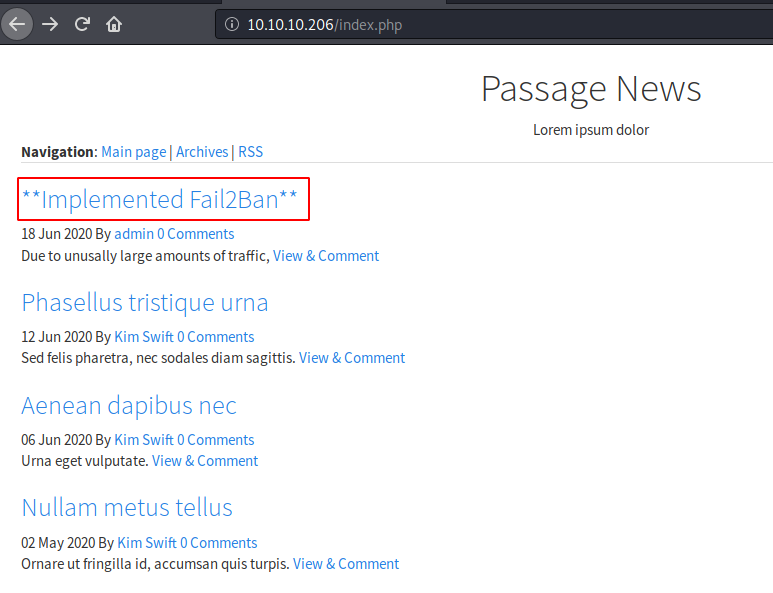 10.10.10.206/index.php
Passage News
Lorem ipsum dolor
Navigation: Main page | Archives | RSS
**Implemented Fail2Ban**
18 Jun 2020 By admin 0 Comments
Due to unusally large amounts of traffic, View & Comment
Phasellus tristique urna
12 Jun 2020 By Kim Swift 0 Comments
Sed felis pharetra, nec sodales diam sagittis. View & Comment
Aenean dapibus nec
06 Jun 2020 By Kim Swift 0 Comments
Urna eget vulputate. View & Comment
Nullam metus tellus
02 May 2020 By Kim Swift 0 Comments
Ornare ut fringilla id, accumsan quis turpis. View & Comment